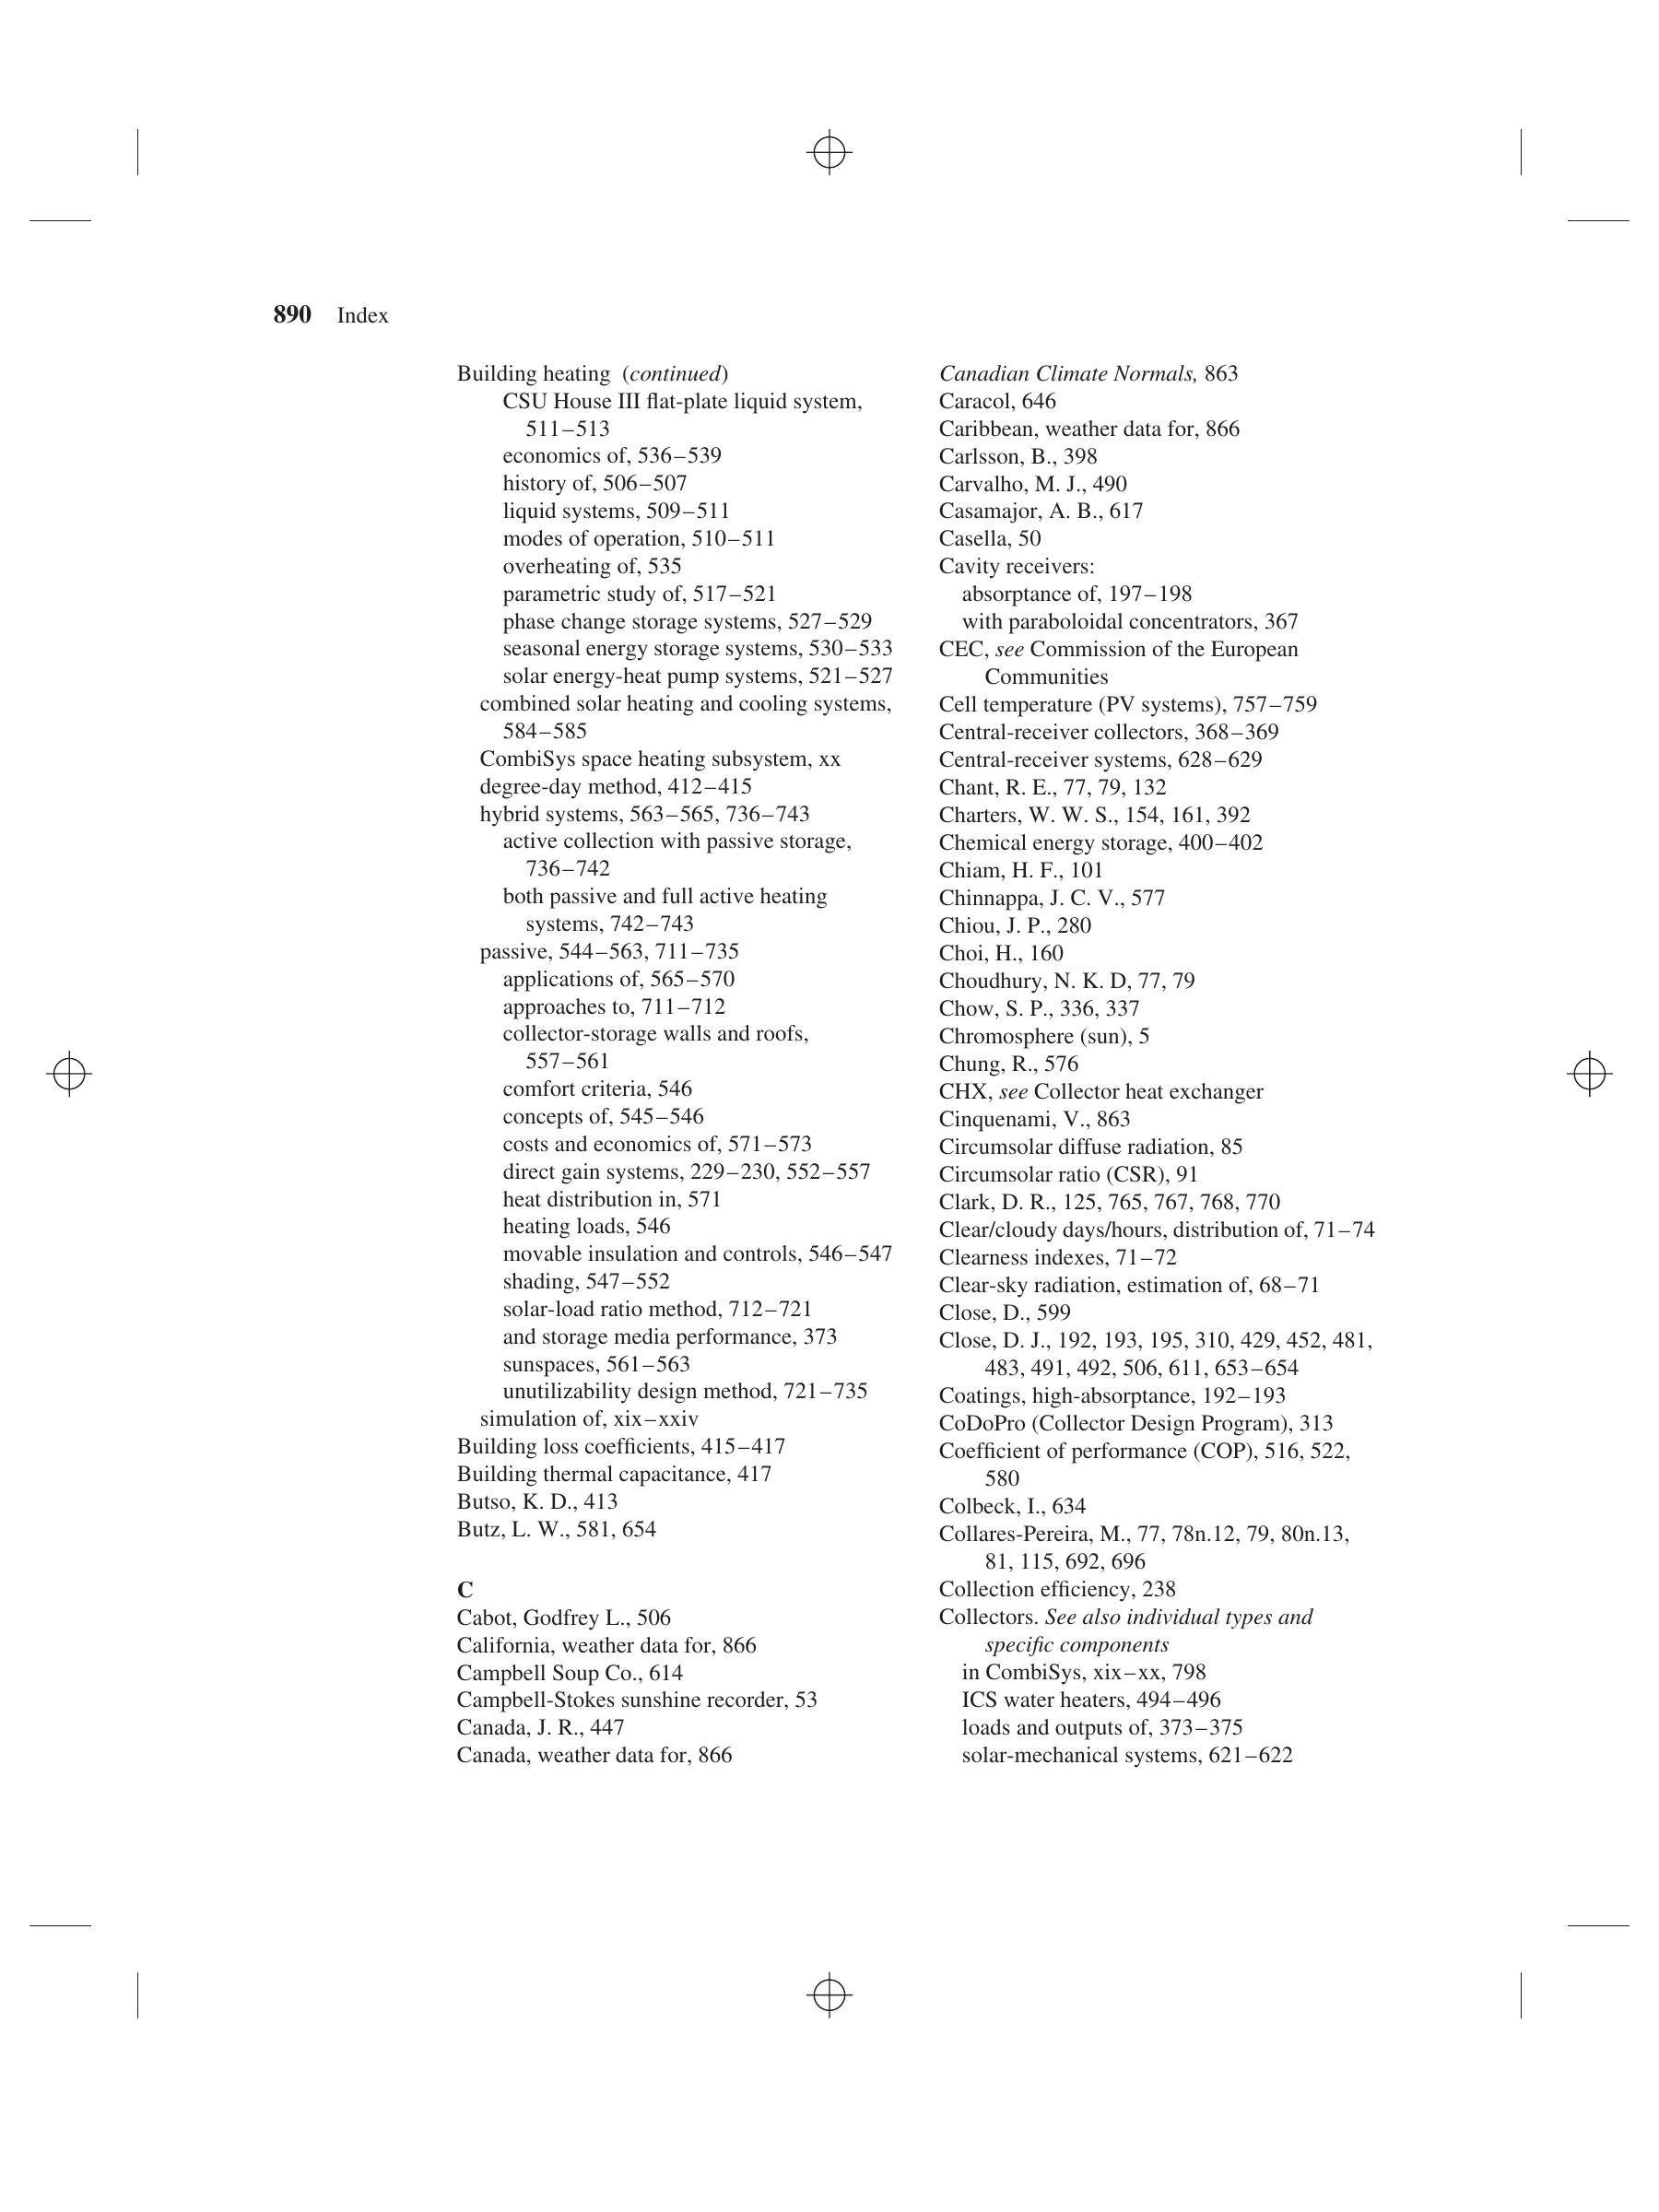 890 Index
Building heating (continued)
CSU House III flat-plate liquid system,
511–513
economics of, 536–539
history of, 506–507
liquid systems, 509–511
modes of operation, 510–511
overheating of, 535
parametric study of, 517–521
phase change storage systems, 527–529
seasonal energy storage systems, 530–533
solar energy-heat pump systems, 521–527
combined solar heating and cooling systems,
584–585
CombiSys space heating subsystem, xx
degree-day method, 412–415
hybrid systems, 563–565, 736–743
active collection with passive storage,
736–742
both passive and full active heating
systems, 742–743
passive, 544–563, 711–735
applications of, 565–570
approaches to, 711–712
collector-storage walls and roofs,
557–561
comfort criteria, 546
concepts of, 545–546
costs and economics of, 571–573
direct gain systems, 229–230, 552–557
heat distribution in, 571
heating loads, 546
movable insulation and controls, 546–547
shading, 547–552
solar-load ratio method, 712–721
and storage media performance, 373
sunspaces, 561–563
unutilizability design method, 721–735
simulation of, xix–xxiv
Building loss coefficients, 415–417
Building thermal capacitance, 417
Butso, K. D., 413
Butz, L. W., 581, 654
C
Cabot, Godfrey L., 506
California, weather data for, 866
Campbell Soup Co., 614
Campbell-Stokes sunshine recorder, 53
Canada, J. R., 447
Canada, weather data for, 866
Canadian Climate Normals, 863
Caracol, 646
Caribbean, weather data for, 866
Carlsson, B., 398
Carvalho, M. J., 490
Casamajor, A. B., 617
Casella, 50
Cavity receivers:
absorptance of, 197–198
with paraboloidal concentrators, 367
CEC, see Commission of the European
Communities
Cell temperature (PV systems), 757–759
Central-receiver collectors, 368–369
Central-receiver systems, 628–629
Chant, R. E., 77, 79, 132
Charters, W. W. S., 154, 161, 392
Chemical energy storage, 400–402
Chiam, H. F., 101
Chinnappa, J. C. V., 577
Chiou, J. P., 280
Choi, H., 160
Choudhury, N. K. D, 77, 79
Chow, S. P., 336, 337
Chromosphere (sun), 5
Chung, R., 576
CHX, see Collector heat exchanger
Cinquenami, V., 863
Circumsolar diffuse radiation, 85
Circumsolar ratio (CSR), 91
Clark, D. R., 125, 765, 767, 768, 770
Clear/cloudy days/hours, distribution of, 71–74
Clearness indexes, 71–72
Clear-sky radiation, estimation of, 68–71
Close, D., 599
Close, D. J., 192, 193, 195, 310, 429, 452, 481,
483, 491, 492, 506, 611, 653–654
Coatings, high-absorptance, 192–193
CoDoPro (Collector Design Program), 313
Coefficient of performance (COP), 516, 522,
580
Colbeck, I., 634
Collares-Pereira, M., 77, 78n.12, 79, 80n.13,
81, 115, 692, 696
Collection efficiency, 238
Collectors. See also individual types and
specific components
in CombiSys, xix–xx, 798
ICS water heaters, 494–496
loads and outputs of, 373–375
solar-mechanical systems, 621–622